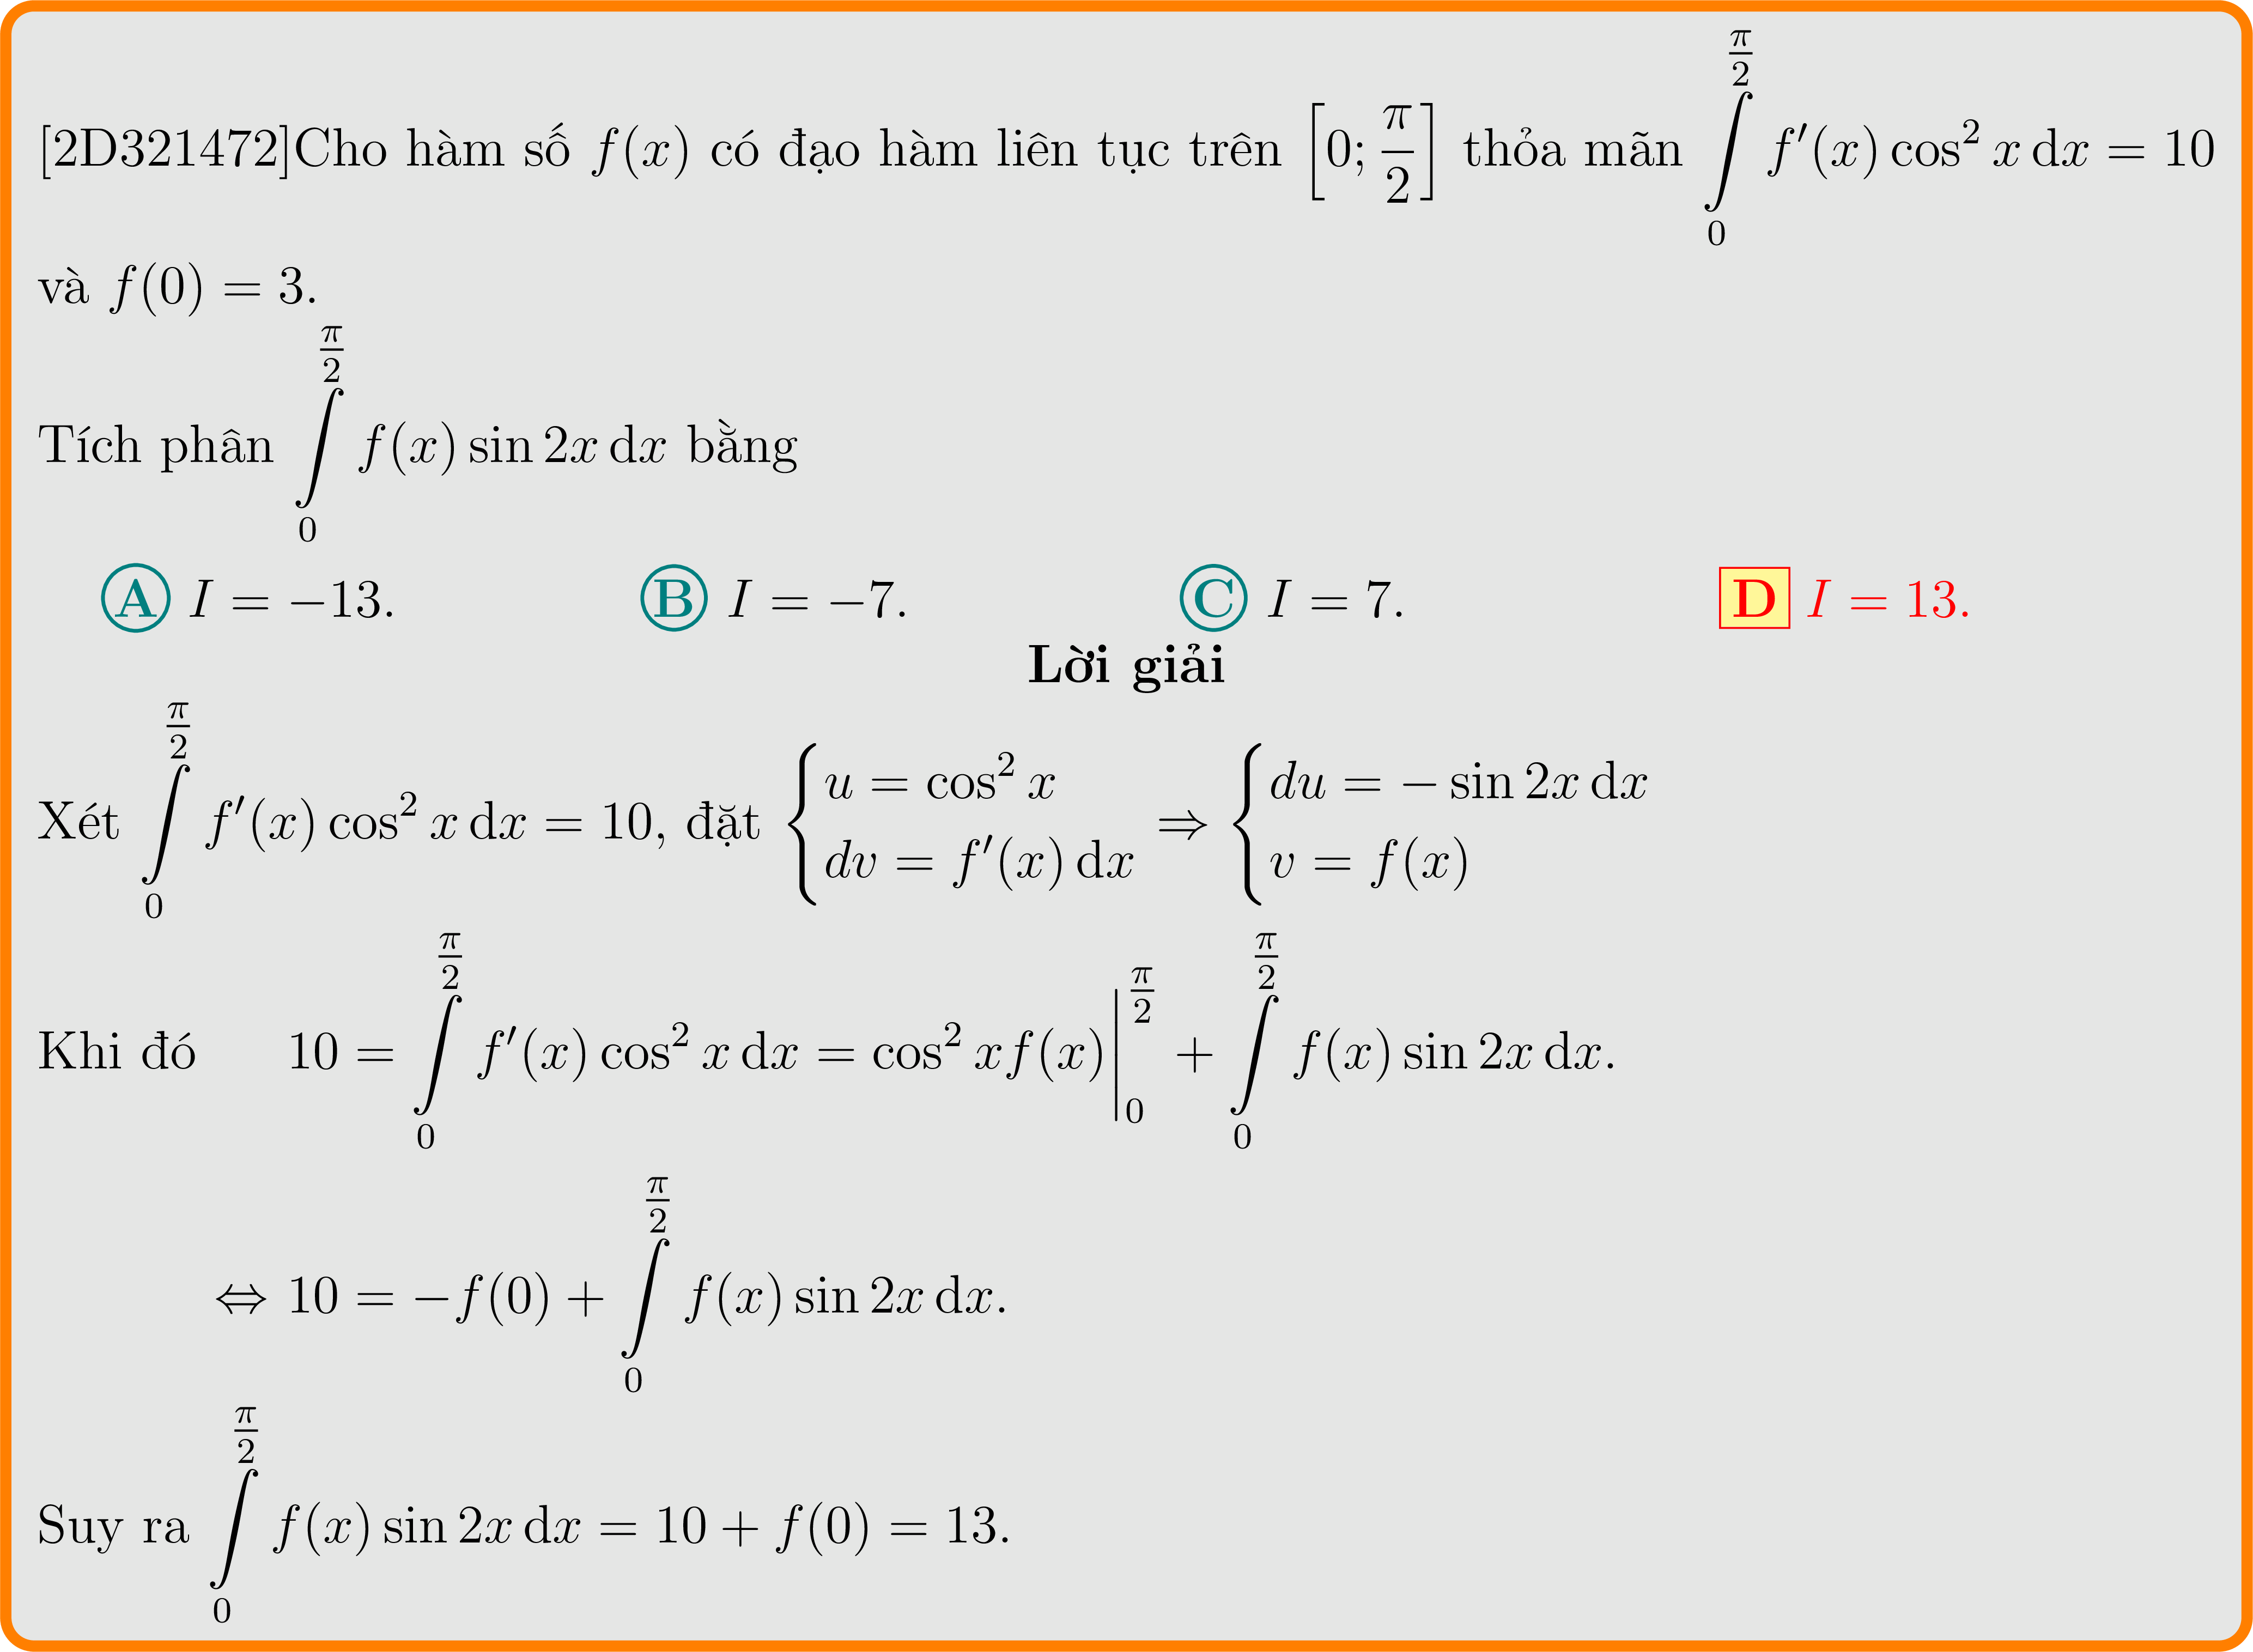 [2D321472]Cho hàm số $f(x)$ có đạo hàm liên tục trên $\left[0; \dfrac{\pi}{2}\right]$ thỏa mãn $\int\limits_0^{\frac{\pi}{2}} f'(x) \cos^2 x \, \mathrm{d}x = 10$
và $f(0) = 3$.
Tích phân $\int\limits_0^{\frac{\pi}{2}} f(x) \sin 2x \, \mathrm{d}x$ bằng
A $I = -13$. B $I = -7$. C $I = 7$. D $I = 13$.
Lời giải
Xét $\int\limits_0^{\frac{\pi}{2}} f'(x) \cos^2 x \, \mathrm{d}x = 10$, đặt $\begin{cases} u = \cos^2 x \\ dv = f'(x) \, \mathrm{d}x \end{cases} \Rightarrow \begin{cases} du = -\sin 2x \, \mathrm{d}x \\ v = f(x) \end{cases}$
Khi đó $10 = \int\limits_0^{\frac{\pi}{2}} f'(x) \cos^2 x \, \mathrm{d}x = \cos^2 x f(x) \Big|_0^{\frac{\pi}{2}} + \int\limits_0^{\frac{\pi}{2}} f(x) \sin 2x \, \mathrm{d}x.$
$\Leftrightarrow 10 = -f(0) + \int\limits_0^{\frac{\pi}{2}} f(x) \sin 2x \, \mathrm{d}x.$
Suy ra $\int\limits_0^{\frac{\pi}{2}} f(x) \sin 2x \, \mathrm{d}x = 10 + f(0) = 13.$